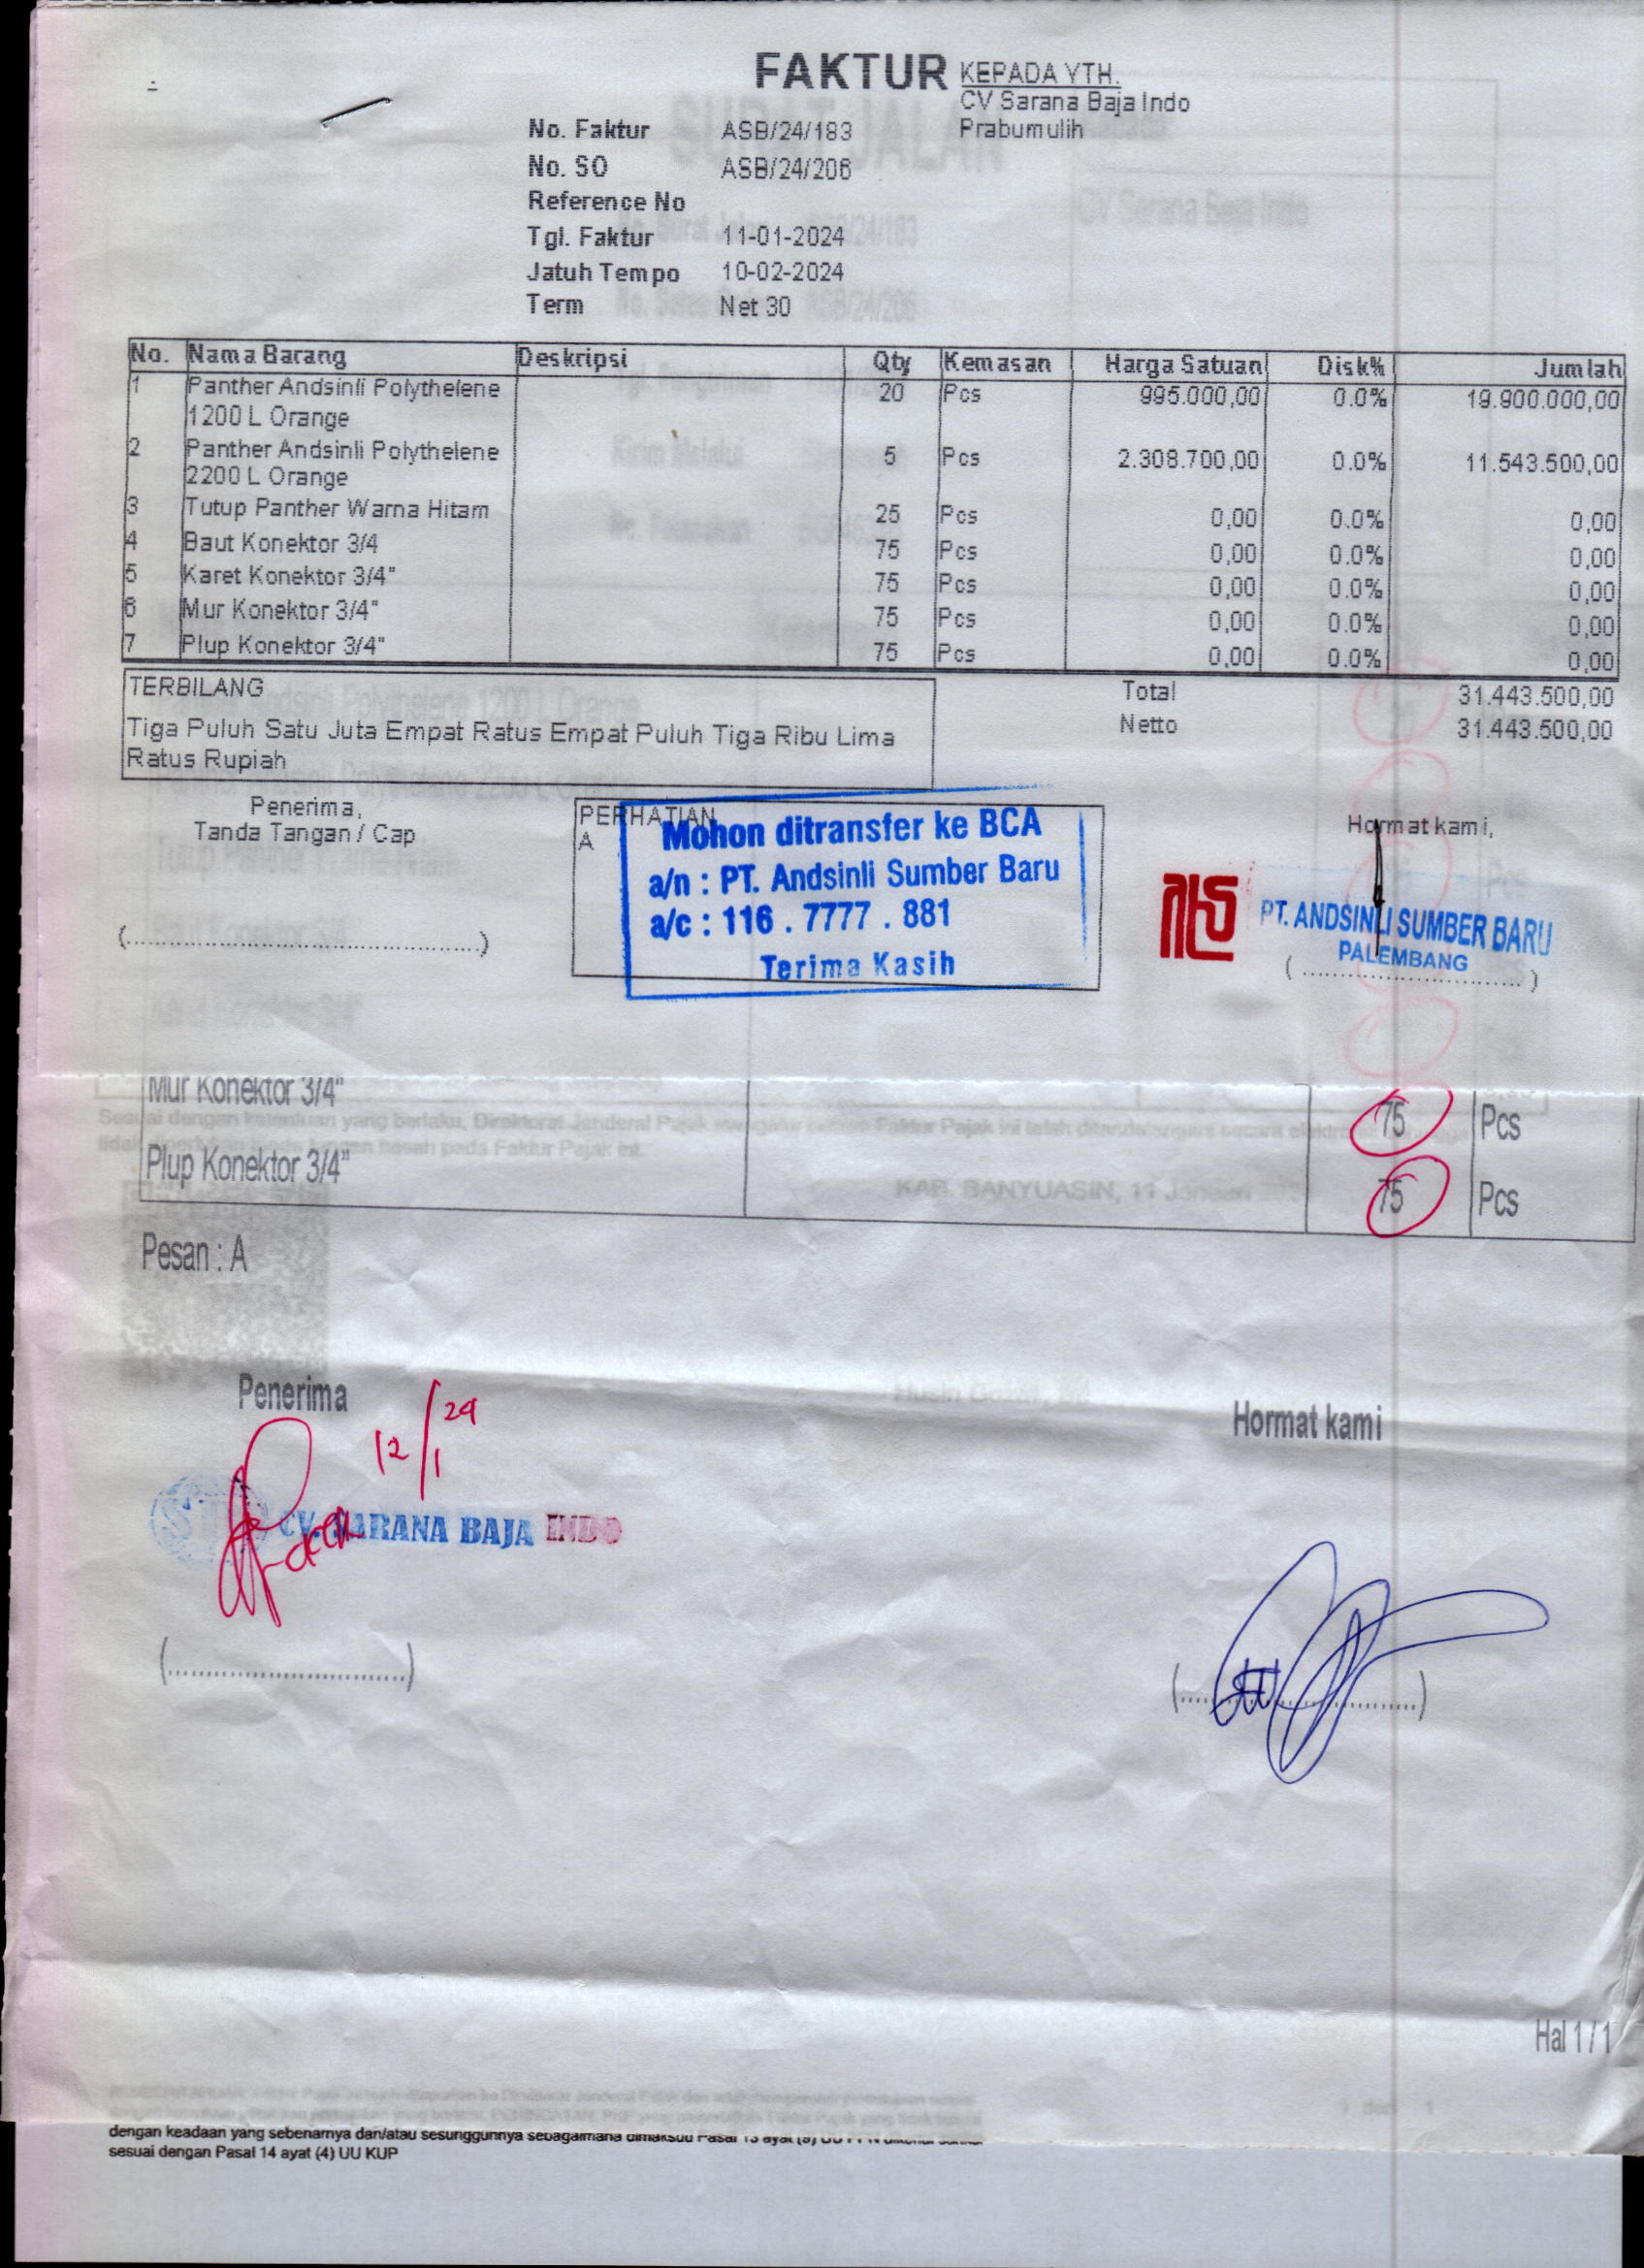 FAKTUR
KEPADA YTH.
CV Sarana Baja Indo
Prabumulih
No. Faktur ASB/24/183
No. SO ASB/24/206
Reference No
Tgl. Faktur 11-01-2024
Jatuh Tempo 10-02-2024
Term Net 30
No. Nama Barang Deskripsi Qty Kemasan Harga Satuan Disk% Jumlah
1 Panther Andsinli Polythelene 20 Pcs 995.000,00 0.0% 19.900.000,00
1200 L Orange
2 Panther Andsinli Polythelene 5 Pcs 2.308.700,00 0.0% 11.543.500,00
2200 L Orange
3 Tutup Panther Warna Hitam 25 Pcs 0,00 0.0% 0,00
4 Baut Konektor 3/4 75 Pcs 0,00 0.0% 0,00
5 Karet Konektor 3/4" 75 Pcs 0,00 0.0% 0,00
6 Mur Konektor 3/4" 75 Pcs 0,00 0.0% 0,00
7 Plup Konektor 3/4" 75 Pcs 0,00 0.0% 0,00
TERBILANG
Tiga Puluh Satu Juta Empat Ratus Empat Puluh Tiga Ribu Lima
Ratus Rupiah
Total 31.443.500,00
Netto 31.443.500,00
Penerima,
Tanda Tangan / Cap
PERHATIAN
A
Mohon ditransfer ke BCA
a/n : PT. Andsinli Sumber Baru
a/c : 116 . 7777 . 881
Terima Kasih
Hormat kami,
PT. ANDSINLI SUMBER BARU
PALEMBANG
Mur Konektor 3/4" 75 Pcs
Plup Konektor 3/4" 75 Pcs
KAB. BANYUASIN, 11
Pesan : A
Penerima
12/1 24
CV. SARANA BAJA INDO
Hormat kami
Hal 1 / 1
dengan keadaan yang sebenarnya dan/atau sesungguhnya sebagaimana dimaksud Pasal 13 ayat (9)
sesuai dengan Pasal 14 ayat (4) UU KUP